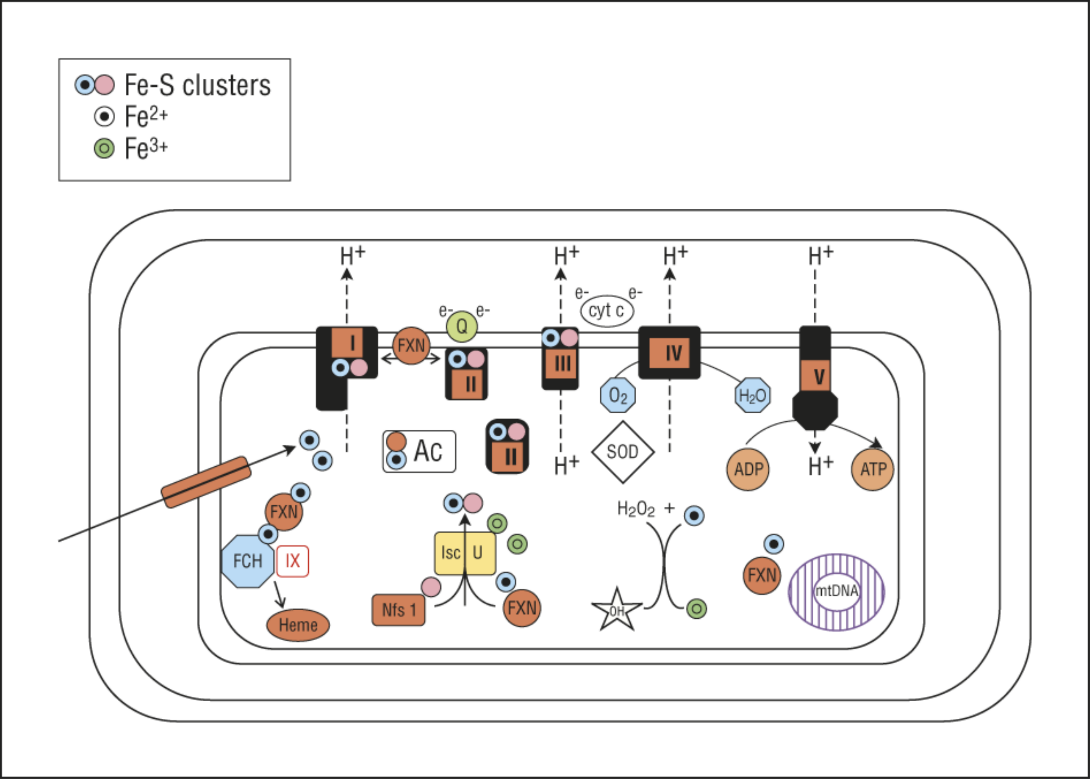 Fe-S clusters
Fe2+
Fe3+
H+ H+ H+ H+
e- e-
e- Q e- cyt c
I FXN
II III IV V
O2 H2O
Ac II SOD
H+ ADP H+ ATP
FXN
H2O2 +
FCH IX Isc U
FXN mtDNA
Nfs 1 FXN OH
Heme